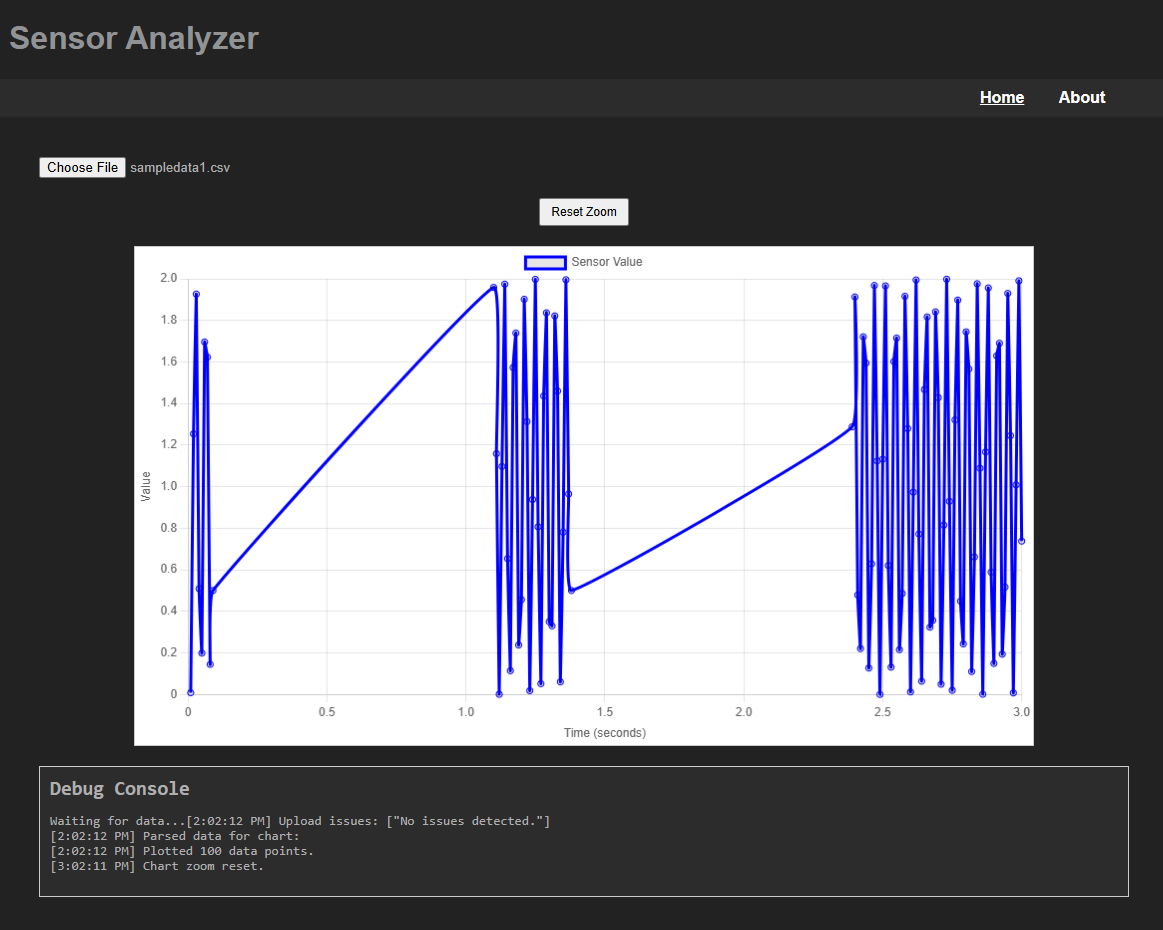 Sensor Analyzer
Home About
Choose File sampledata1.csv
Reset Zoom
Sensor Value
2.0
1.8
1.6
1.4
1.2
1.0
0.8
0.6
0.4
0.2
0
Value
0 0.5 1.0 1.5 2.0 2.5 3.0
Time (seconds)
Debug Console
Waiting for data...[2:02:12 PM] Upload issues: ["No issues detected."]
[2:02:12 PM] Parsed data for chart:
[2:02:12 PM] Plotted 100 data points.
[3:02:11 PM] Chart zoom reset.